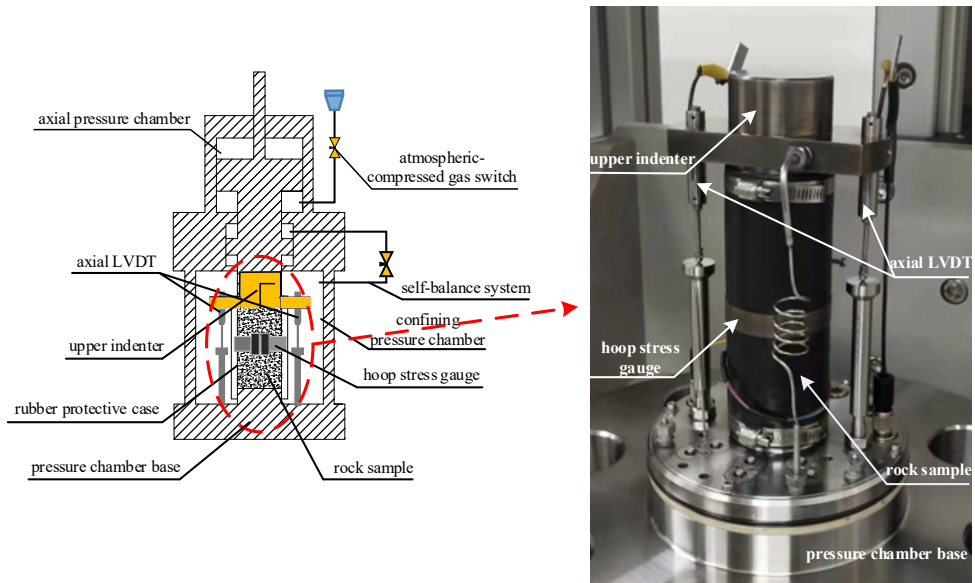 axial pressure chamber
atmospheric-
compressed gas switch
axial LVDT
self-balance system
confining
pressure chamber
upper indenter
hoop stress gauge
rubber protective case
pressure chamber base
rock sample
upper indenter
axial LVDT
hoop stress
gauge
rock sample
pressure chamber base